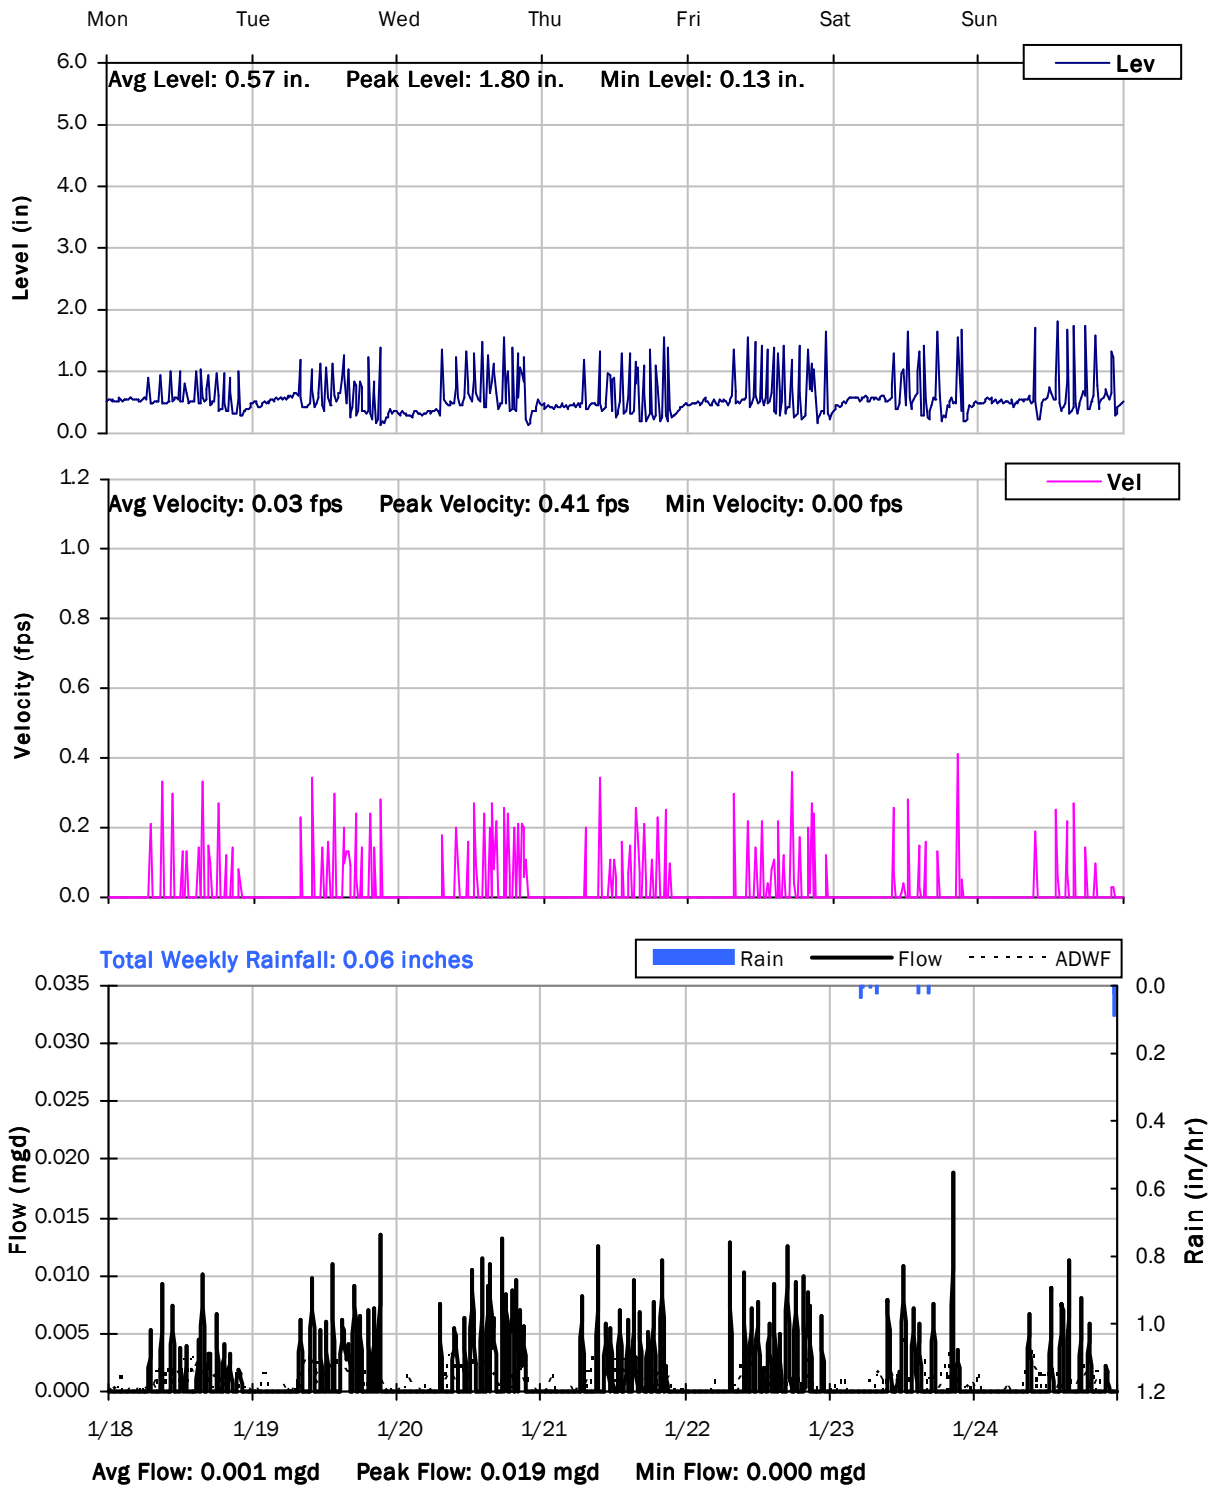 Mon Tue Wed Thu Fri Sat Sun
Lev
Avg Level: 0.57 in. Peak Level: 1.80 in. Min Level: 0.13 in.
6.0
5.0
4.0
3.0
2.0
1.0
0.0
Level (in)
Vel
Avg Velocity: 0.03 fps Peak Velocity: 0.41 fps Min Velocity: 0.00 fps
1.2
1.0
0.8
0.6
0.4
0.2
0.0
Velocity (fps)
Total Weekly Rainfall: 0.06 inches
Rain Flow ADWF
0.035
0.030
0.025
0.020
0.015
0.010
0.005
0.000
Flow (mgd)
0.0
0.2
0.4
0.6
0.8
1.0
1.2
Rain (in/hr)
1/18 1/19 1/20 1/21 1/22 1/23 1/24
Avg Flow: 0.001 mgd Peak Flow: 0.019 mgd Min Flow: 0.000 mgd